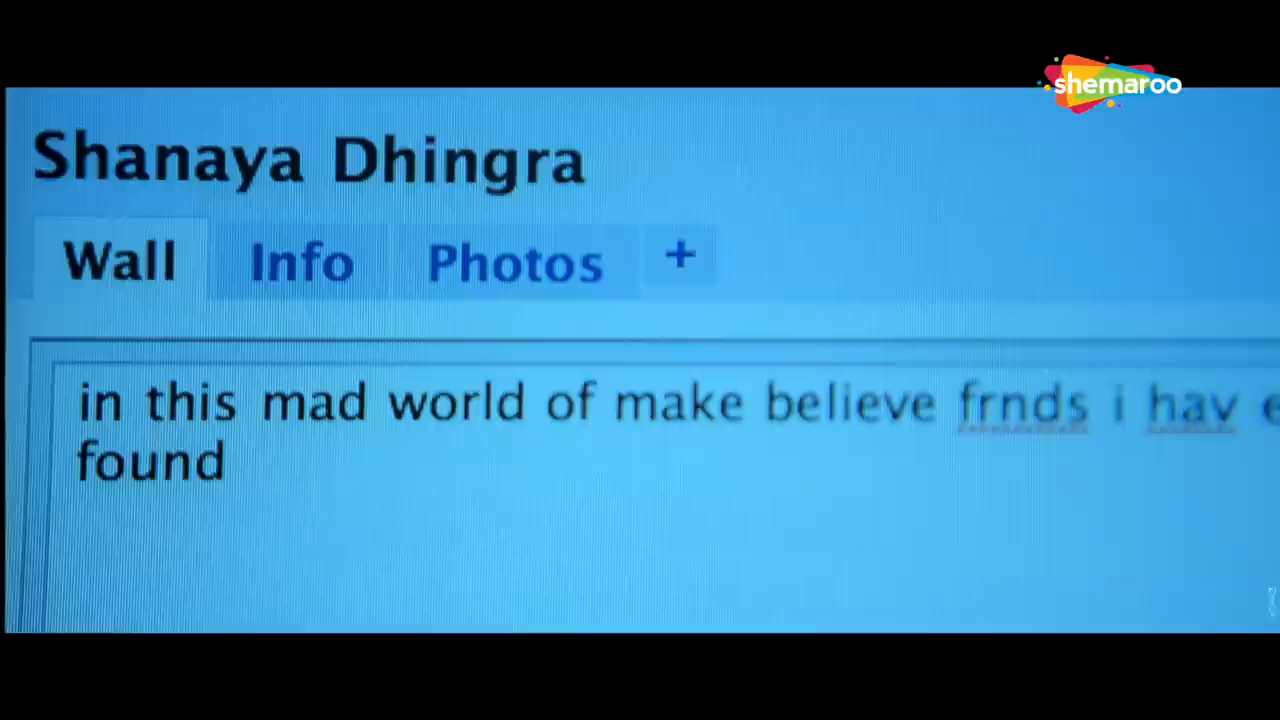 shemaroo
Shanaya Dhingra
Wall Info Photos +
in this mad world of make believe frnds i hav
found